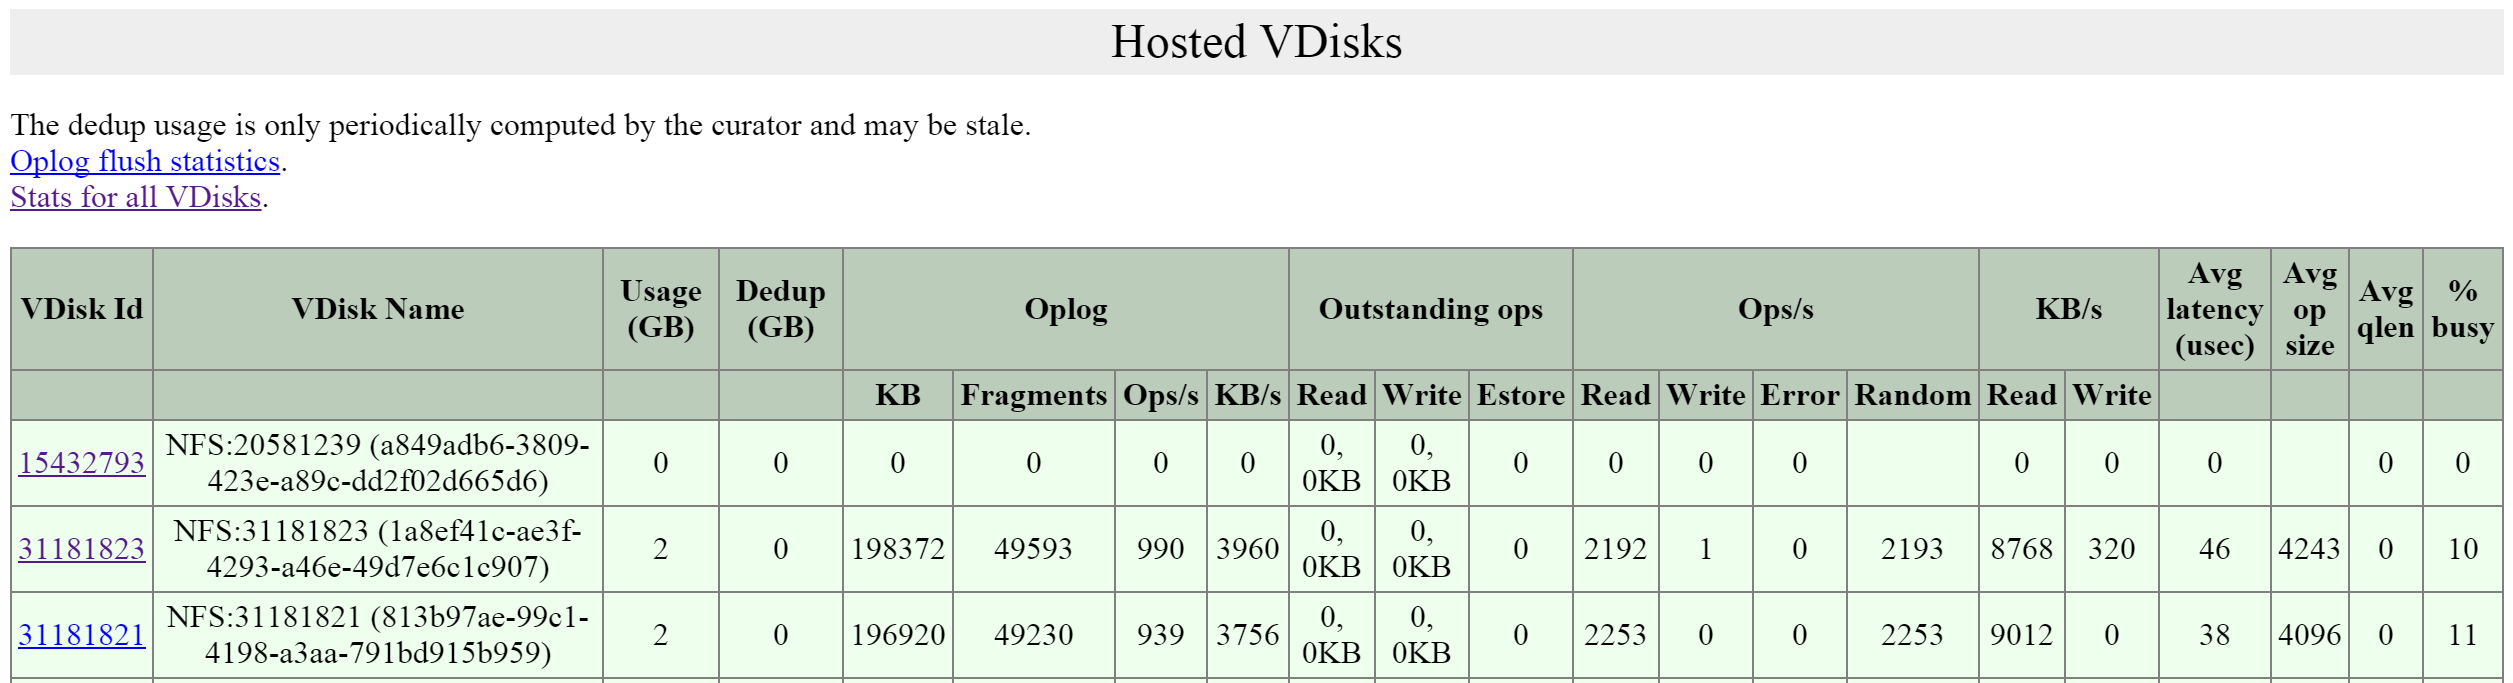 Hosted VDisks
The dedup usage is only periodically computed by the curator and may be stale.
Oplog flush statistics.
Stats for all VDisks.
VDisk Id VDisk Name Usage (GB) Dedup (GB) Oplog Outstanding ops Ops/s KB/s Avg latency (usec) Avg op size Avg qlen % busy
KB Fragments Ops/s KB/s Read Write Estore Read Write Error Random Read Write
15432793 NFS:20581239 (a849adb6-3809-423e-a89c-dd2f02d665d6) 0 0 0 0 0 0 0, 0KB 0, 0KB 0 0 0 0 0 0 0 0 0
31181823 NFS:31181823 (1a8ef41c-ae3f-4293-a46e-49d7e6c1c907) 2 0 198372 49593 990 3960 0, 0KB 0, 0KB 0 2192 1 0 2193 8768 320 46 4243 0 10
31181821 NFS:31181821 (813b97ae-99c1-4198-a3aa-791bd915b959) 2 0 196920 49230 939 3756 0, 0KB 0, 0KB 0 2253 0 0 2253 9012 0 38 4096 0 11